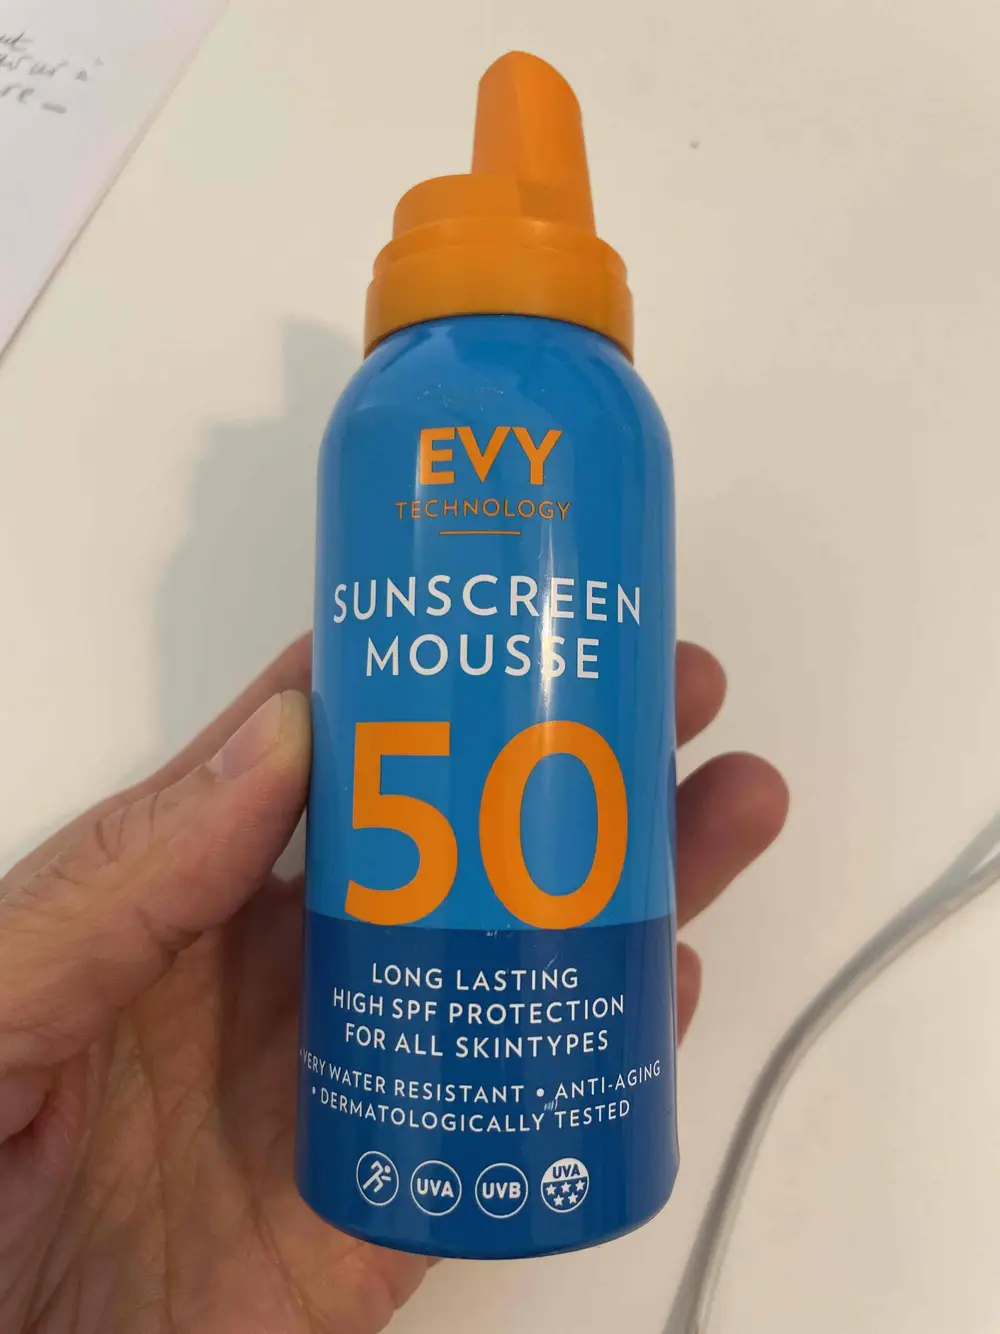 EVY
TECHNOLOGY
SUNSCREEN
MOUSSE
50
LONG LASTING
HIGH SPF PROTECTION
FOR ALL SKINTYPES
• VERY WATER RESISTANT • ANTI-AGING
• DERMATOLOGICALLY TESTED
UVA
UVB
UVA